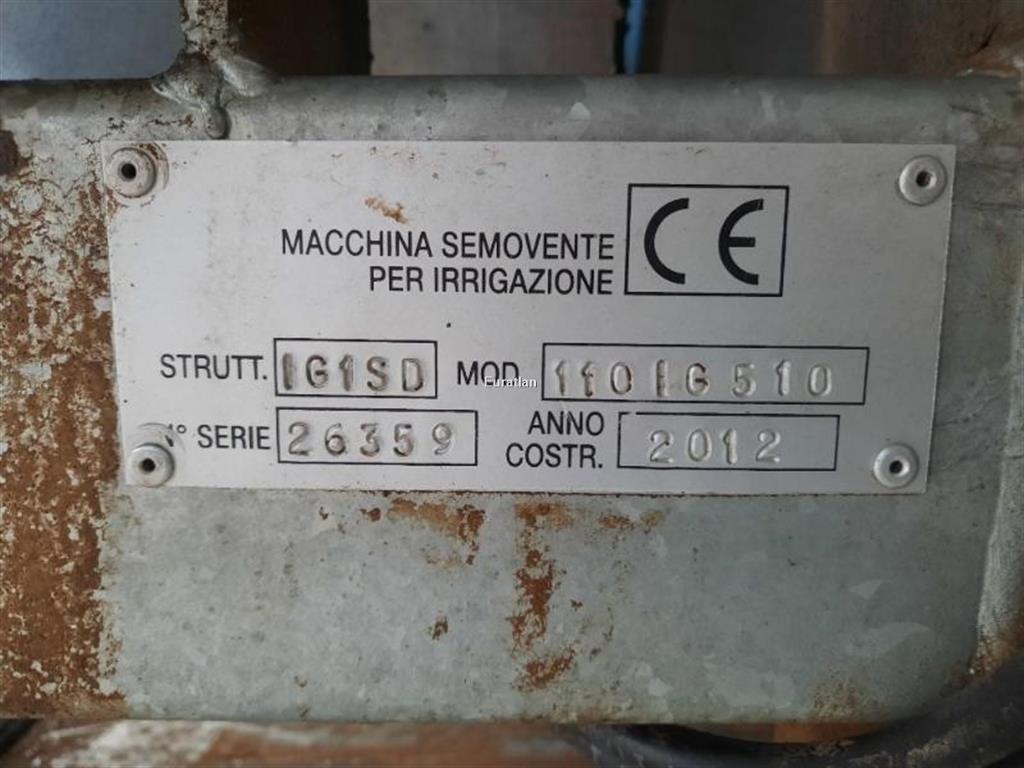 MACCHINA SEMOVENTE
PER IRRIGAZIONE
CE
STRUTT. IG1SD MOD. 110IG510
N° SERIE 26359
ANNO COSTR. 2012
Euratlan